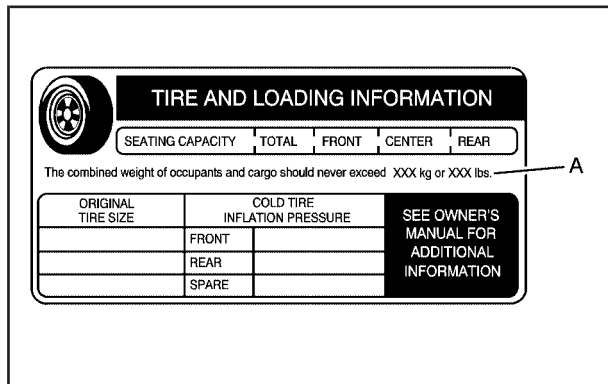 TIRE AND LOADING INFORMATION
SEATING CAPACITY TOTAL FRONT CENTER REAR
The combined weight of occupants and cargo should never exceed XXX kg or XXX lbs.
A
ORIGINAL
TIRE SIZE
COLD TIRE
INFLATION PRESSURE
FRONT
REAR
SPARE
SEE OWNER'S
MANUAL FOR
ADDITIONAL
INFORMATION